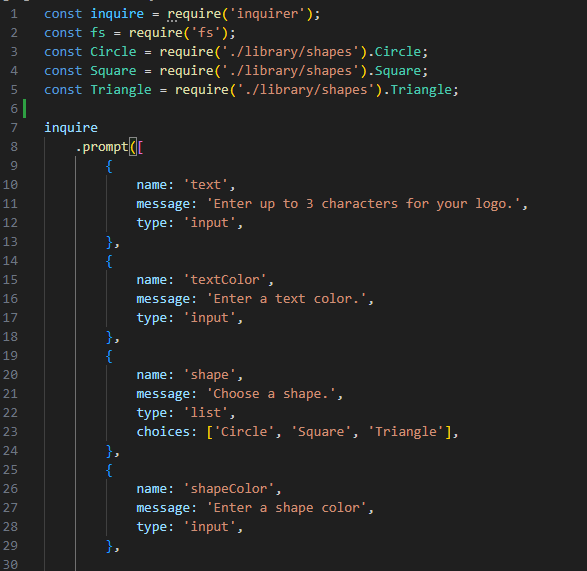 1 const inquire = require('inquirer');
2 const fs = require('fs');
3 const Circle = require('./library/shapes').Circle;
4 const Square = require('./library/shapes').Square;
5 const Triangle = require('./library/shapes').Triangle;
6
7 inquire
8     .prompt([
9         {
10             name: 'text',
11             message: 'Enter up to 3 characters for your logo.',
12             type: 'input',
13         },
14         {
15             name: 'textColor',
16             message: 'Enter a text color.',
17             type: 'input',
18         },
19         {
20             name: 'shape',
21             message: 'Choose a shape.',
22             type: 'list',
23             choices: ['Circle', 'Square', 'Triangle'],
24         },
25         {
26             name: 'shapeColor',
27             message: 'Enter a shape color',
28             type: 'input',
29         },
30